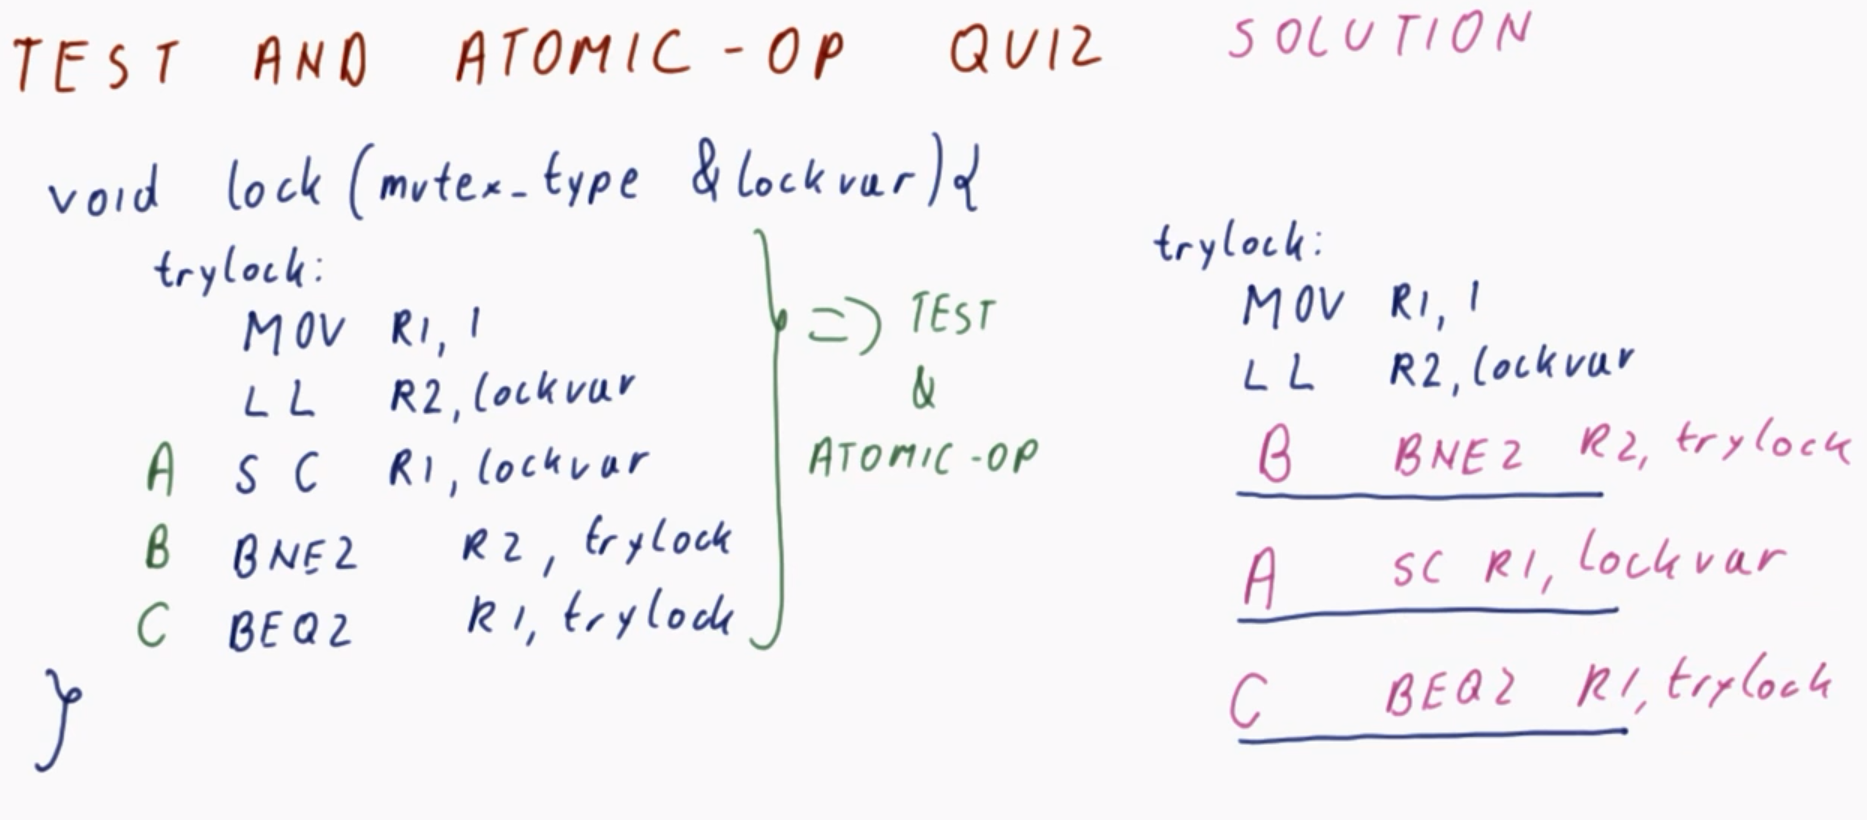 TEST AND ATOMIC-OP QUIZ SOLUTION
void lock(mutex_type &lockvar){
trylock:
MOV R1, 1
LL R2, lockvar
A SC R1, lockvar
B BNEZ R2, trylock
C BEQZ R1, trylock
}
=> TEST
&
ATOMIC-OP
trylock:
MOV R1, 1
LL R2, lockvar
B BNEZ R2, trylock
A SC R1, lockvar
C BEQZ R1, trylock